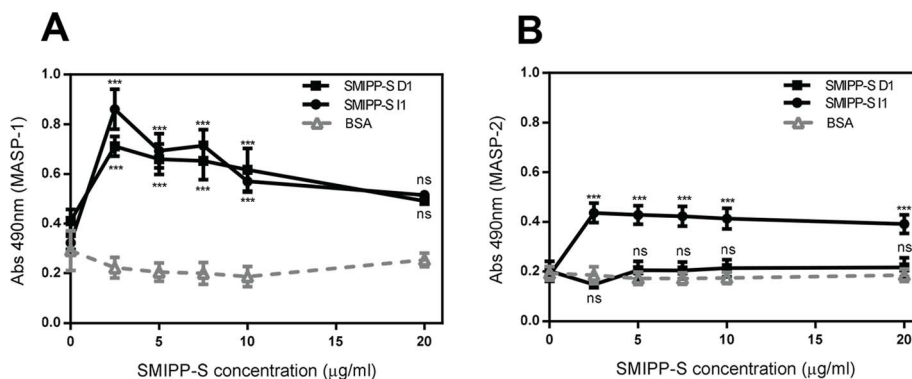 A
Abs 490nm (MASP-1)
1.0
0.8
0.6
0.4
0.2
0.0
0
5
10
15
20
SMIPP-S concentration (µg/ml)
SMIPP-S D1
SMIPP-S I1
BSA
***
***
***
***
ns
***
***
***
***
ns
B
Abs 490nm (MASP-2)
1.0
0.8
0.6
0.4
0.2
0.0
0
5
10
15
20
SMIPP-S concentration (µg/ml)
SMIPP-S D1
SMIPP-S I1
BSA
***
***
***
***
***
ns
ns
ns
ns
ns